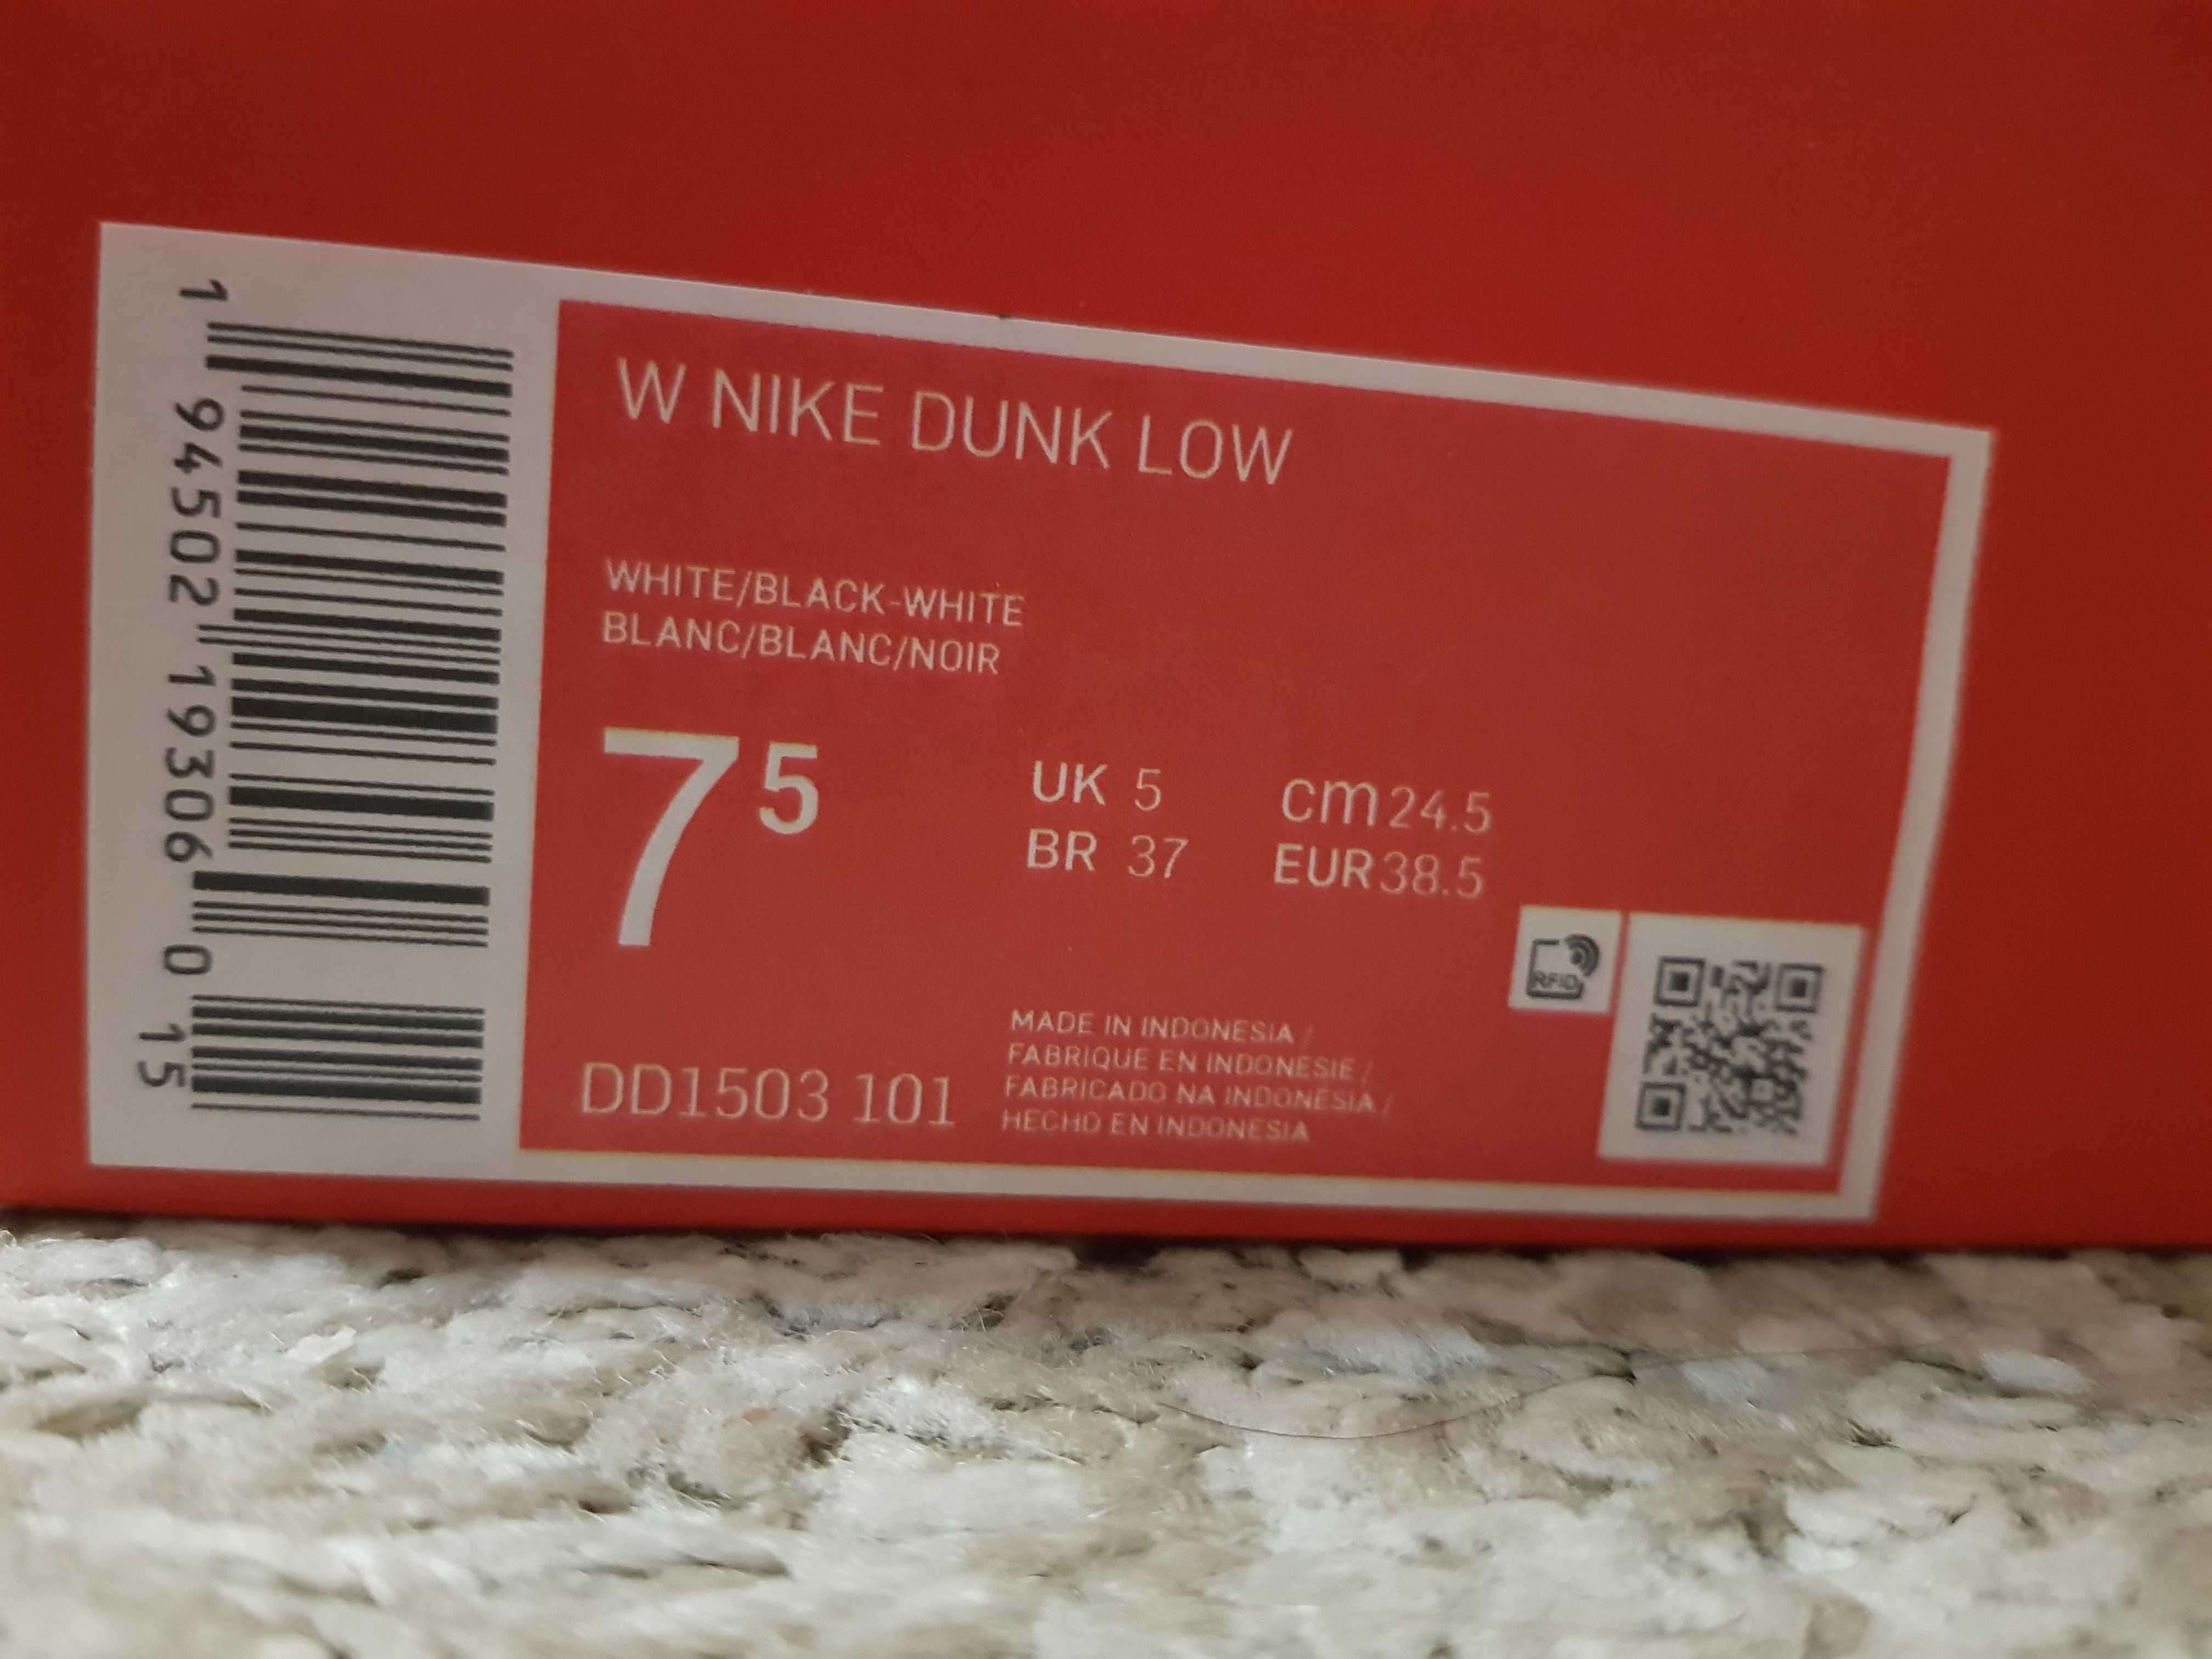 1 94502 19306 0 15
W NIKE DUNK LOW
WHITE/BLACK-WHITE
BLANC/BLANC/NOIR
7 5
UK 5 cm 24.5
BR 37 EUR 38.5
RFID
MADE IN INDONESIA /
FABRIQUE EN INDONESIE /
FABRICADO NA INDONESIA /
HECHO EN INDONESIA
DD1503 101